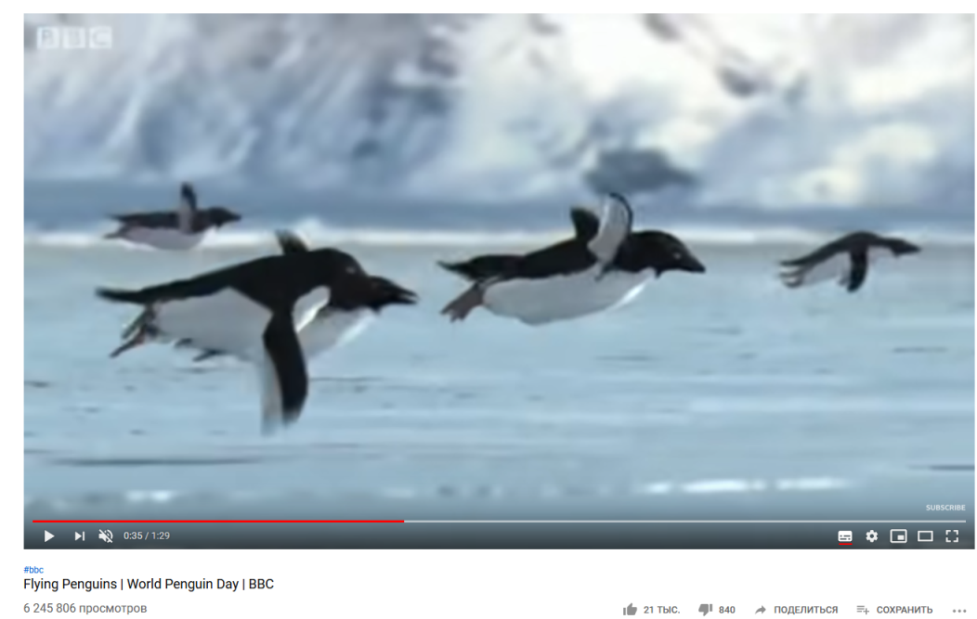 BBC
SUBSCRIBE
0:35 / 1:29
#bbc
Flying Penguins | World Penguin Day | BBC
6 245 806 просмотров
21 ТЫС. 840 ПОДЕЛИТЬСЯ СОХРАНИТЬ ...